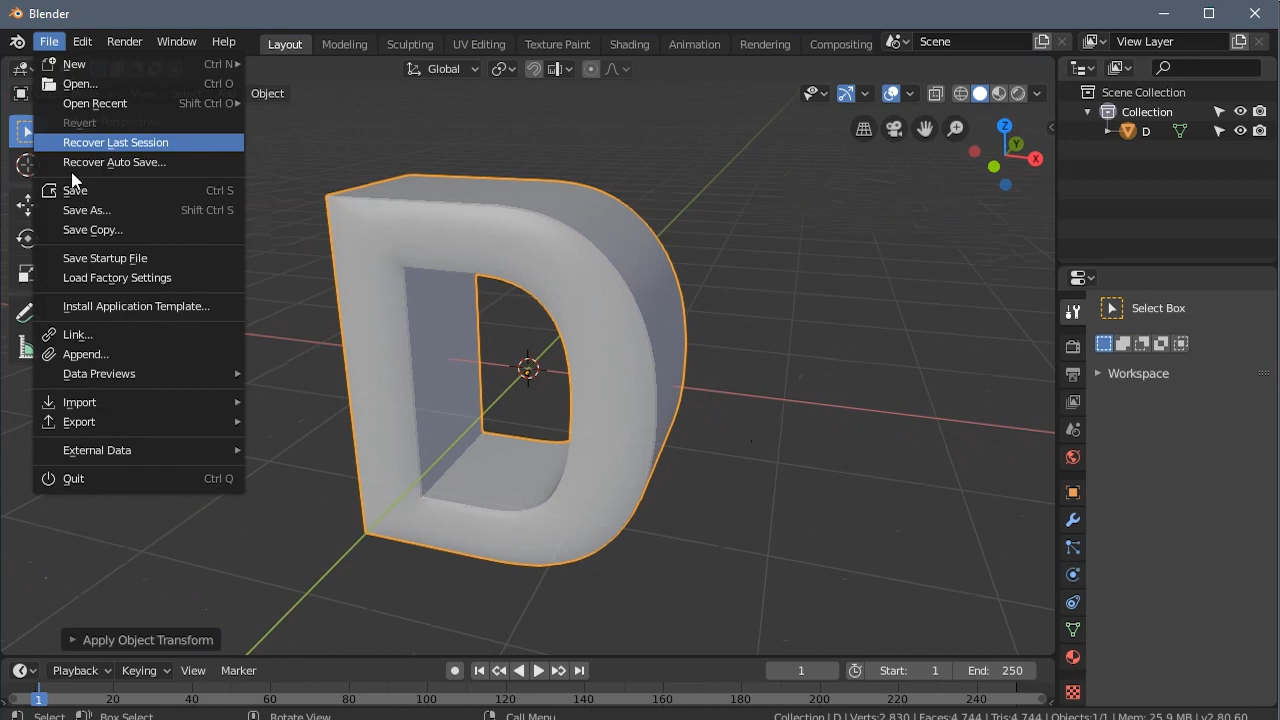 Blender
File Edit Render Window Help
Layout Modeling Sculpting UV Editing Texture Paint Shading Animation Rendering Compositing
Scene
View Layer
New Ctrl N
Open... Ctrl O
Open Recent Shift Ctrl O
Revert
Recover Last Session
Recover Auto Save...
Save Ctrl S
Save As... Shift Ctrl S
Save Copy...
Save Startup File
Load Factory Settings
Install Application Template...
Link...
Append...
Data Previews
Import
Export
External Data
Quit Ctrl Q
Global
Object
Z
Y
X
D
Scene Collection
Collection
D
Select Box
Workspace
Apply Object Transform
Playback Keying View Marker
1
Start: 1
End: 250
1 20 40 60 80 100 120 140 160 180 200 220 240
Select Box Select Rotate View Call Menu
Collection | D | Verts:2,830 | Faces:4,744 | Tris:4,744 | Objects:1/1 | Mem: 25.9 MB | v2.80.60